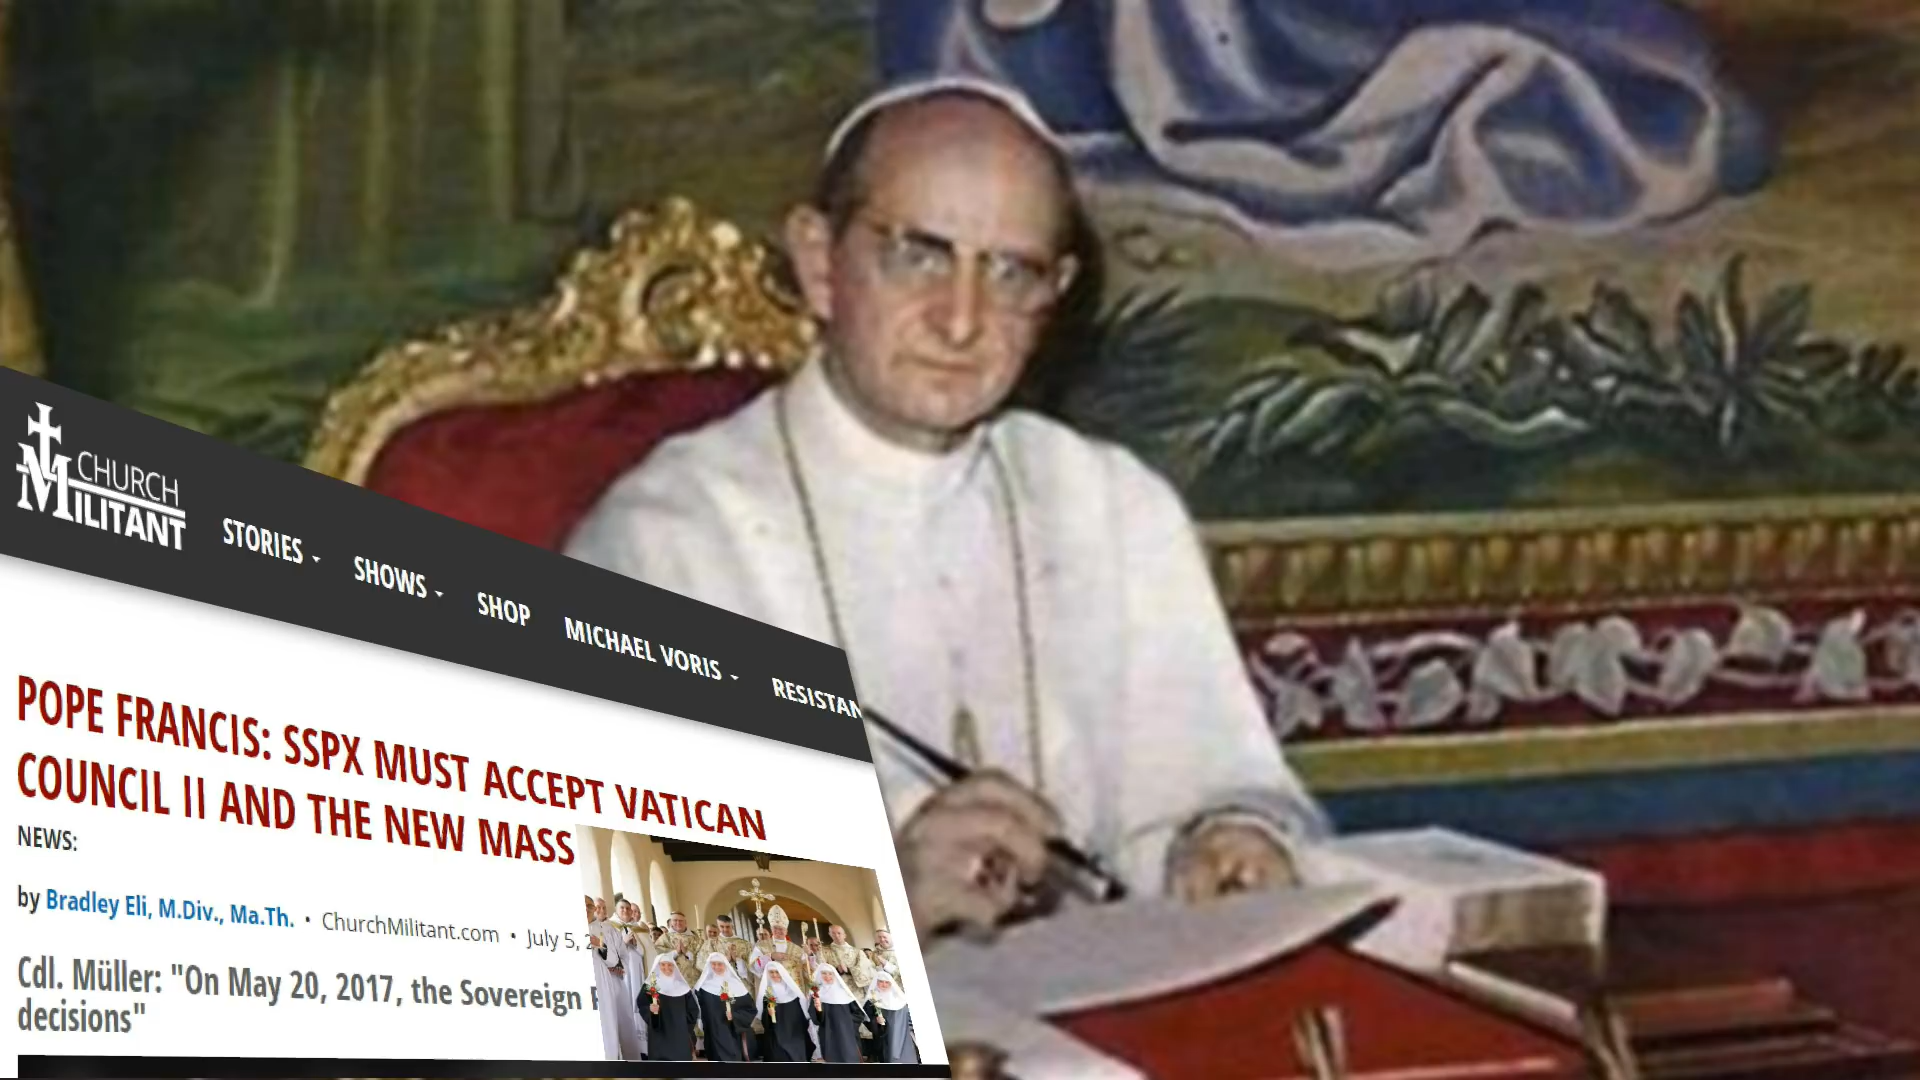 CHURCH
MILITANT
STORIES
SHOWS
SHOP
MICHAEL VORIS
RESISTAN
POPE FRANCIS: SSPX MUST ACCEPT VATICAN
COUNCIL II AND THE NEW MASS
NEWS:
by Bradley Eli, M.Div., Ma.Th. • ChurchMilitant.com • July 5, 2
Cdl. Müller: "On May 20, 2017, the Sovereign
decisions"